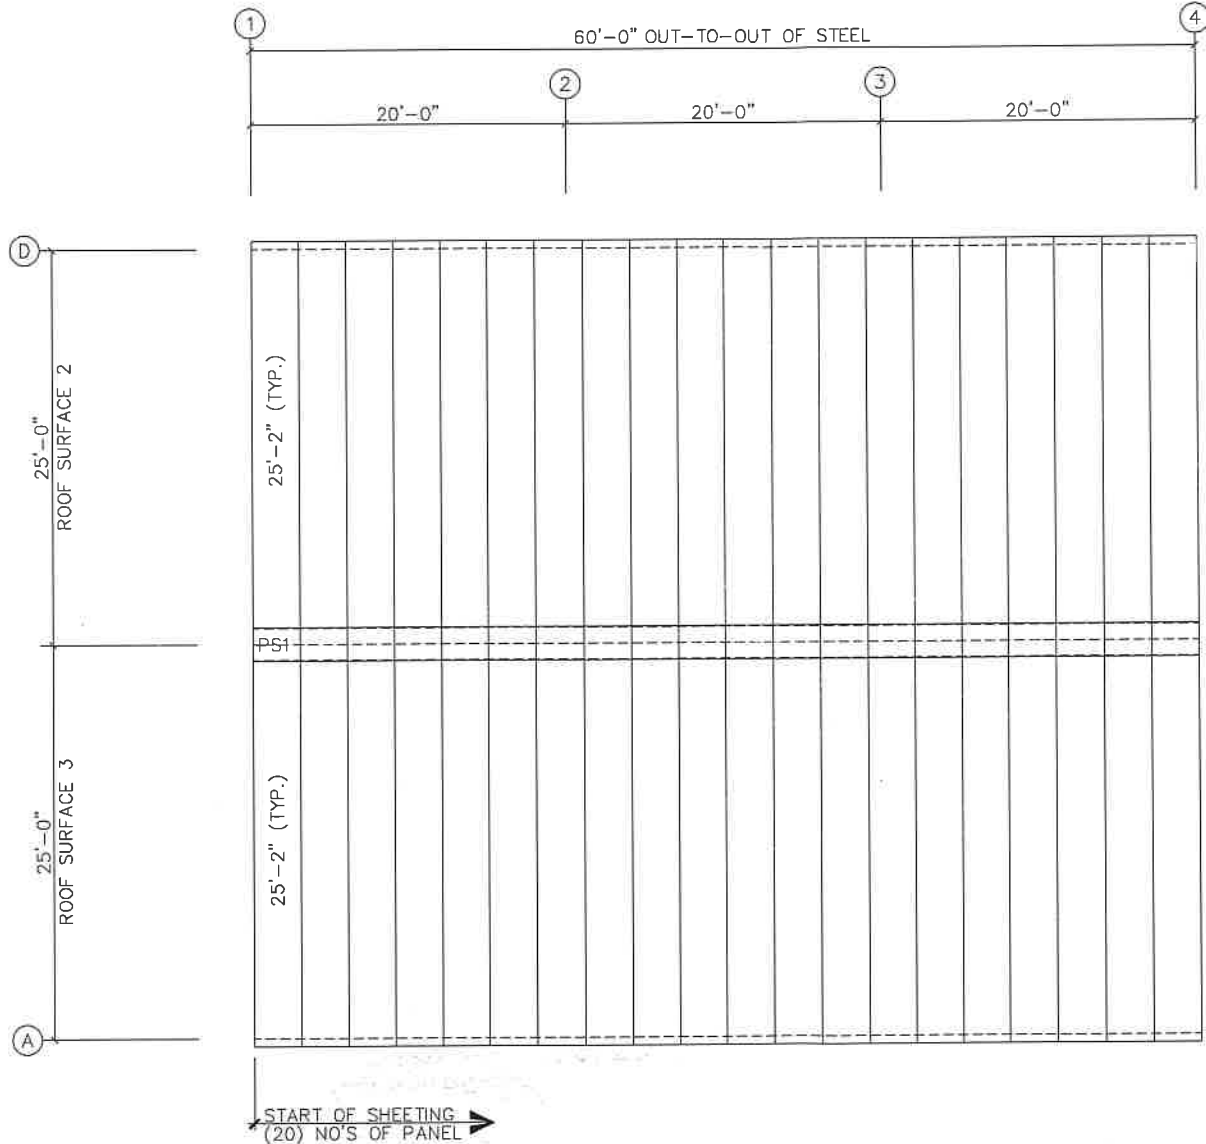 1
4
60'-0" OUT-TO-OUT OF STEEL
2
3
20'-0"
20'-0"
20'-0"
D
25'-0"
ROOF SURFACE 2
25'-2" (TYP.)
PS1
25'-0"
ROOF SURFACE 3
25'-2" (TYP.)
A
START OF SHEETING
(20) NO'S OF PANEL